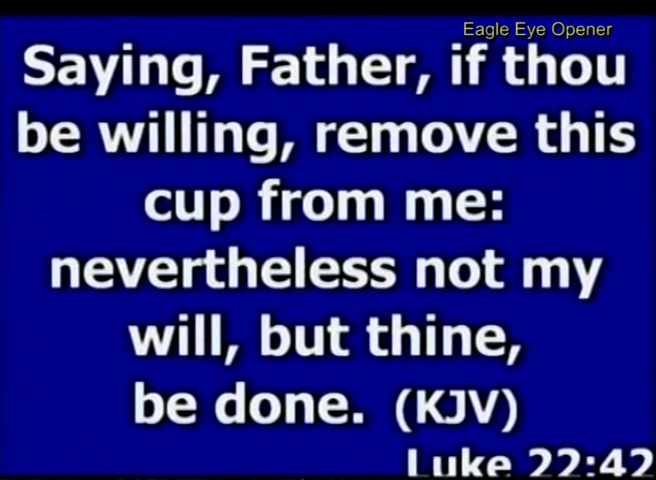 Eagle Eye Opener
Saying, Father, if thou
be willing, remove this
cup from me:
nevertheless not my
will, but thine,
be done. (KJV)
Luke 22:42